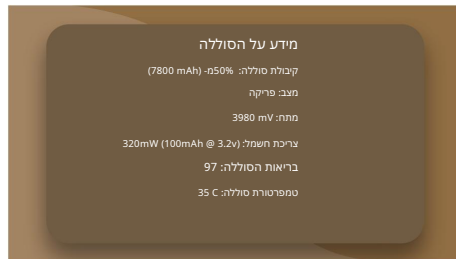 מידע על הסוללה
קיבולת סוללה: 50%מ- (7800 mAh)
מצב: פריקה
מתח: 3980 mV
צריכת חשמל: 320mW (100mAh @ 3.2v)
בריאות הסוללה: 97
טמפרטורת סוללה: 35 C